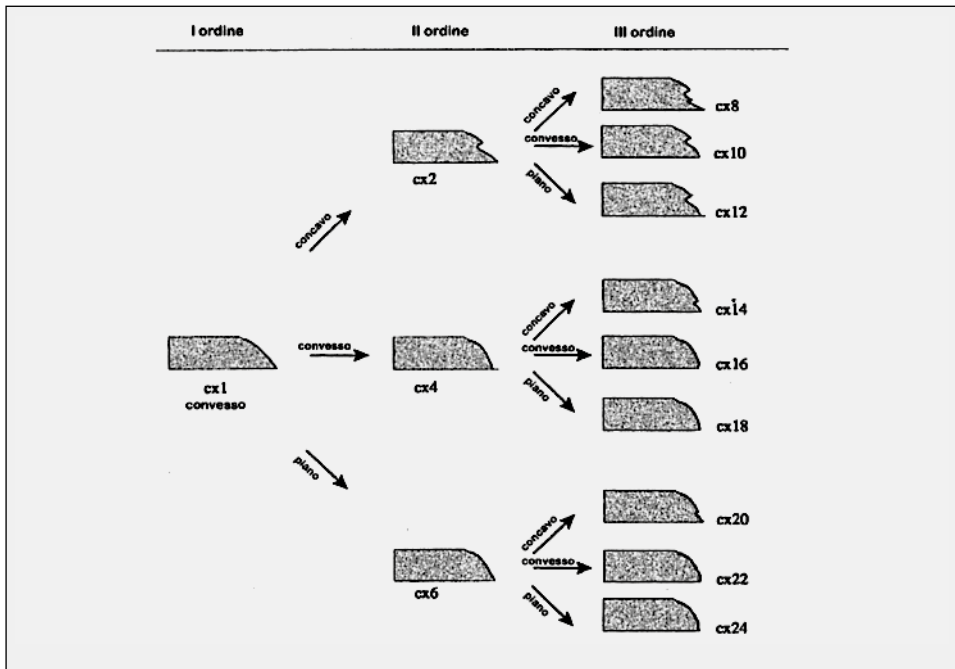 I ordine II ordine III ordine
concavo
cx8
convesso
cx10
cx2
piano
cx12
concavo
concavo
cx14
convesso
convesso
cx16
cx1
convesso
cx4
piano
cx18
piano
concavo
cx20
convesso
cx22
cx6
piano
cx24